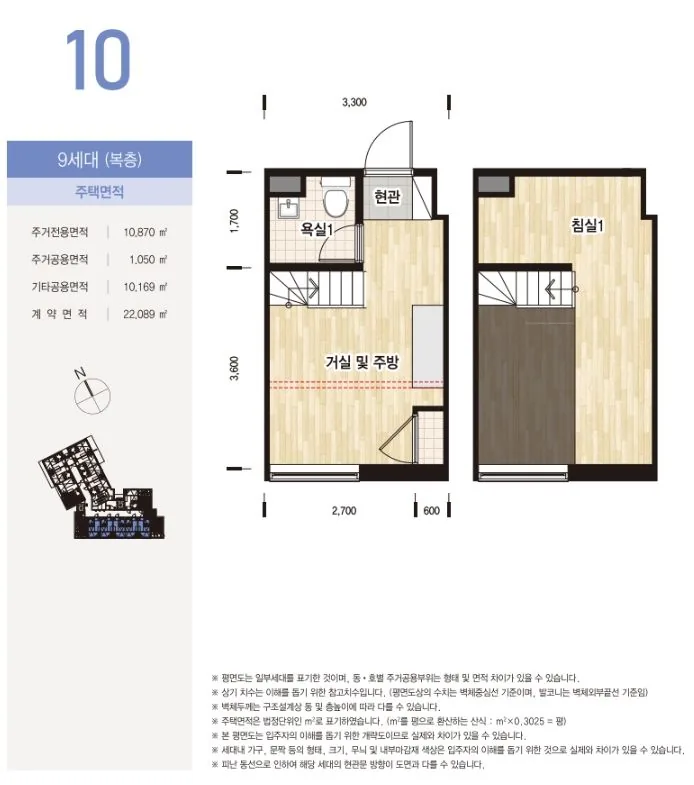 10
9세대 (복층)
주택면적
주거전용면적 10,870 ㎡
주거공용면적 1,050 ㎡
기타공용면적 10,169 ㎡
계 약 면 적 22,089 ㎡
N
3,300
현관
욕실1
침실1
1,700
3,600
거실 및 주방
2,700
600
※ 평면도는 일부세대를 표기한 것이며, 동・호별 주거공용부위는 형태 및 면적 차이가 있을 수 있습니다.
※ 상기 치수는 이해를 돕기 위한 참고치수입니다. (평면도상의 수치는 벽체중심선 기준이며, 발코니는 벽체외부끝선 기준임)
※ 벽체두께는 구조설계상 동 및 층높이에 따라 다를 수 있습니다.
※ 주택면적은 법정단위인 m²로 표기하였습니다. (m²를 평으로 환산하는 산식 : m²×0.3025 = 평)
※ 본 평면도는 입주자의 이해를 돕기 위한 개략도이므로 실제와 차이가 있을 수 있습니다.
※ 세대내 가구, 문짝 등의 형태, 크기, 무늬 및 내부마감재 색상은 입주자의 이해를 돕기 위한 것으로 실제와 차이가 있을 수 있습니다.
※ 피난 동선으로 인하여 해당 세대의 현관문 방향이 도면과 다를 수 있습니다.